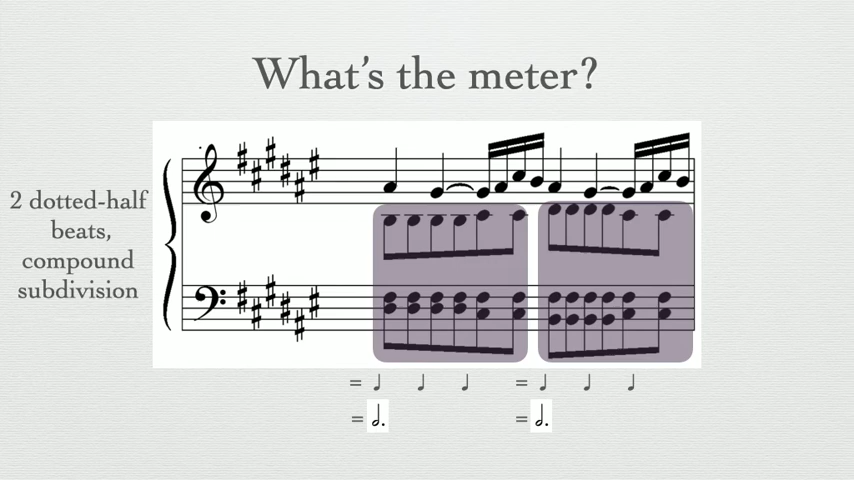 What's the meter?
2 dotted-half
beats,
compound
subdivision
= ♩ ♩ ♩ = ♩ ♩ ♩
= 𝅗𝅥. = 𝅗𝅥.